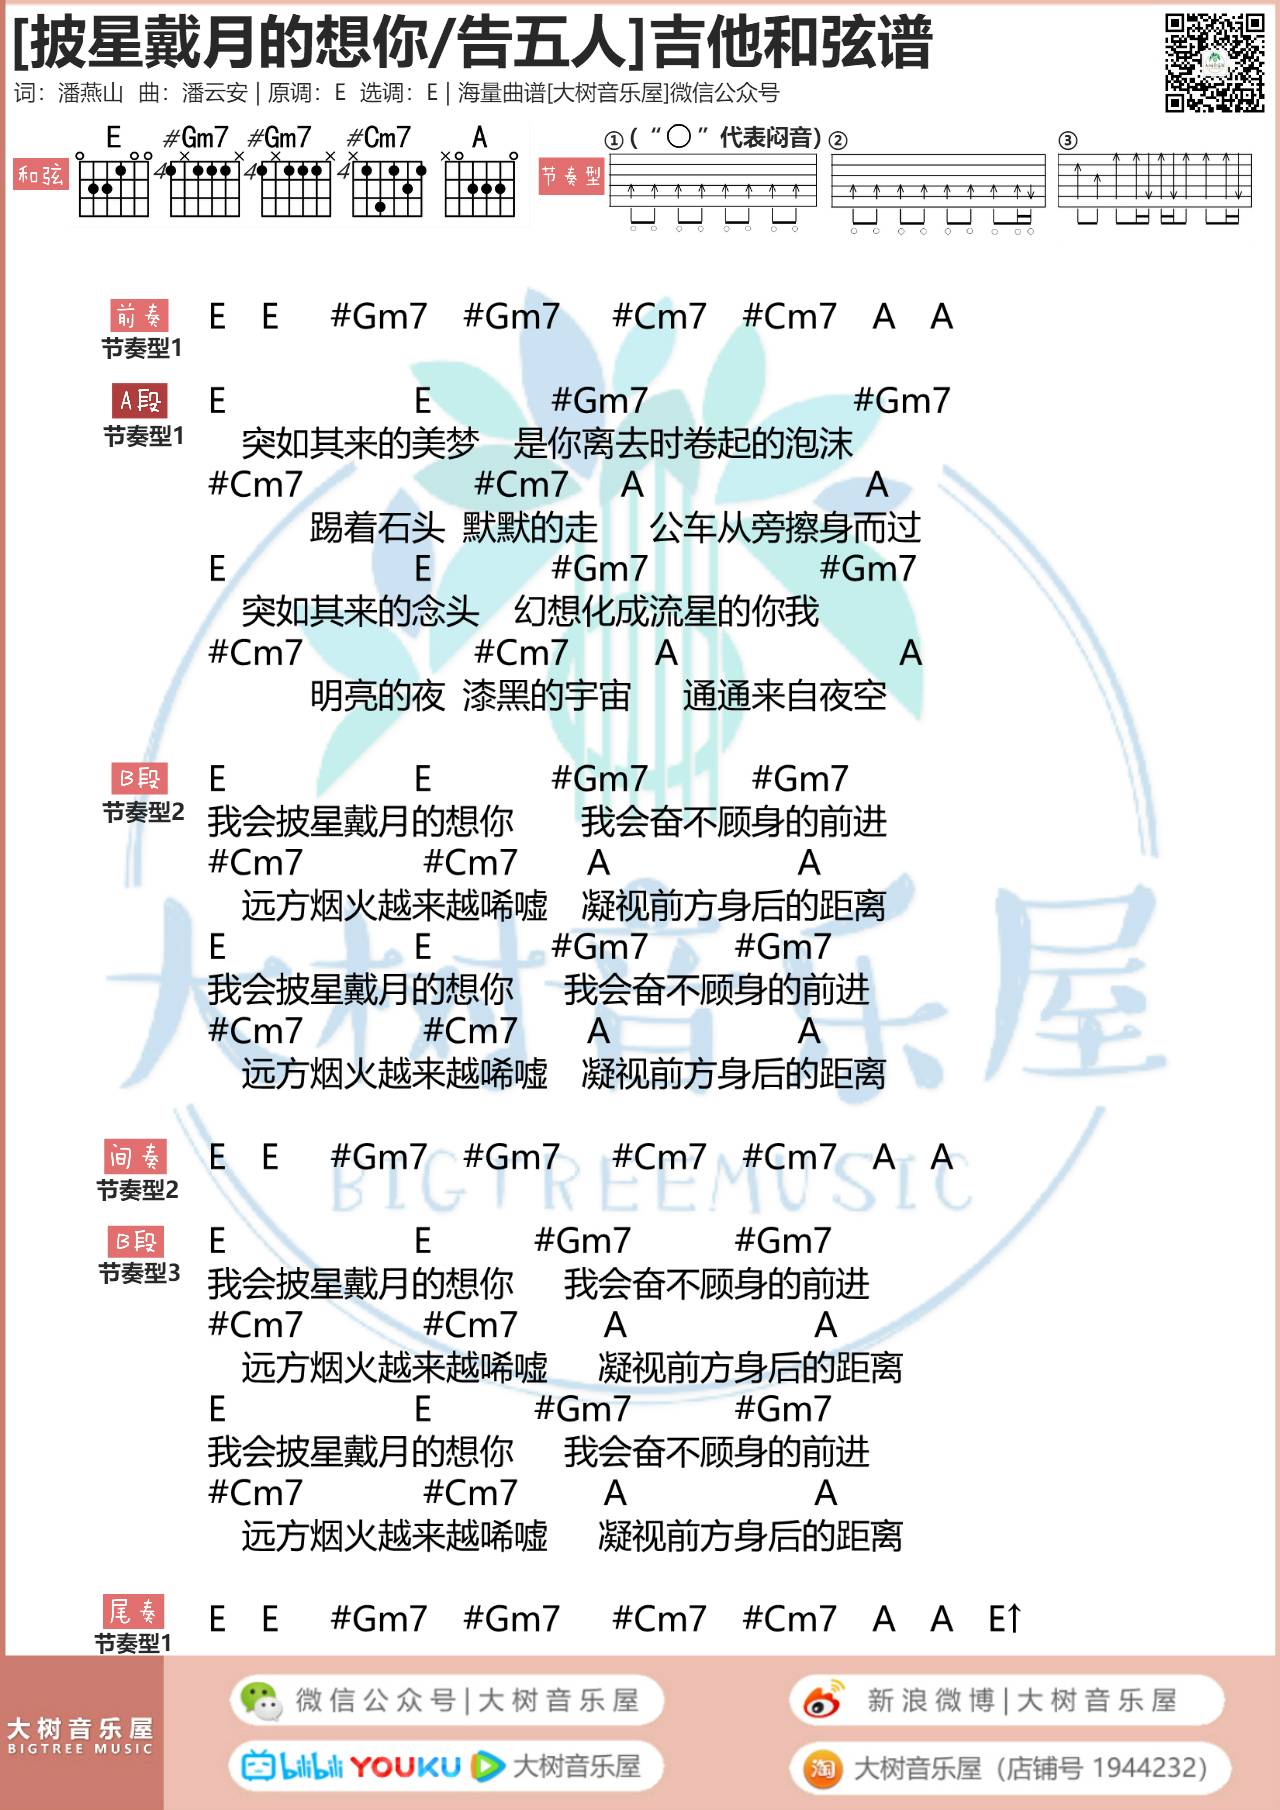 [披星戴月的想你/告五人]吉他和弦谱
词：潘燕山 曲：潘云安 | 原调：E 选调：E | 海量曲谱[大树音乐屋]微信公众号
和弦 E #Gm7 #Gm7 #Cm7 A 节奏型 ① (“○”代表闷音) ② ③
4 4 4
前奏 E E #Gm7 #Gm7 #Cm7 #Cm7 A A
节奏型1
A段 E E #Gm7 #Gm7
节奏型1 突如其来的美梦 是你离去时卷起的泡沫
#Cm7 #Cm7 A A
踢着石头 默默的走 公车从旁擦身而过
E E #Gm7 #Gm7
突如其来的念头 幻想化成流星的你我
#Cm7 #Cm7 A A
明亮的夜 漆黑的宇宙 通通来自夜空
B段 E E #Gm7 #Gm7
节奏型2 我会披星戴月的想你 我会奋不顾身的前进
#Cm7 #Cm7 A A
远方烟火越来越唏嘘 凝视前方身后的距离
E E #Gm7 #Gm7
我会披星戴月的想你 我会奋不顾身的前进
#Cm7 #Cm7 A A
远方烟火越来越唏嘘 凝视前方身后的距离
大树音乐屋
间奏 E E #Gm7 #Gm7 #Cm7 #Cm7 A A
节奏型2
BIGTREEMUSIC
B段 E E #Gm7 #Gm7
节奏型3 我会披星戴月的想你 我会奋不顾身的前进
#Cm7 #Cm7 A A
远方烟火越来越唏嘘 凝视前方身后的距离
E E #Gm7 #Gm7
我会披星戴月的想你 我会奋不顾身的前进
#Cm7 #Cm7 A A
远方烟火越来越唏嘘 凝视前方身后的距离
尾奏 E E #Gm7 #Gm7 #Cm7 #Cm7 A A E↑
节奏型1
微信公众号|大树音乐屋 新浪微博|大树音乐屋
大树音乐屋
BIGTREE MUSIC
bilibili YOUKU 大树音乐屋 淘 大树音乐屋（店铺号 1944232）